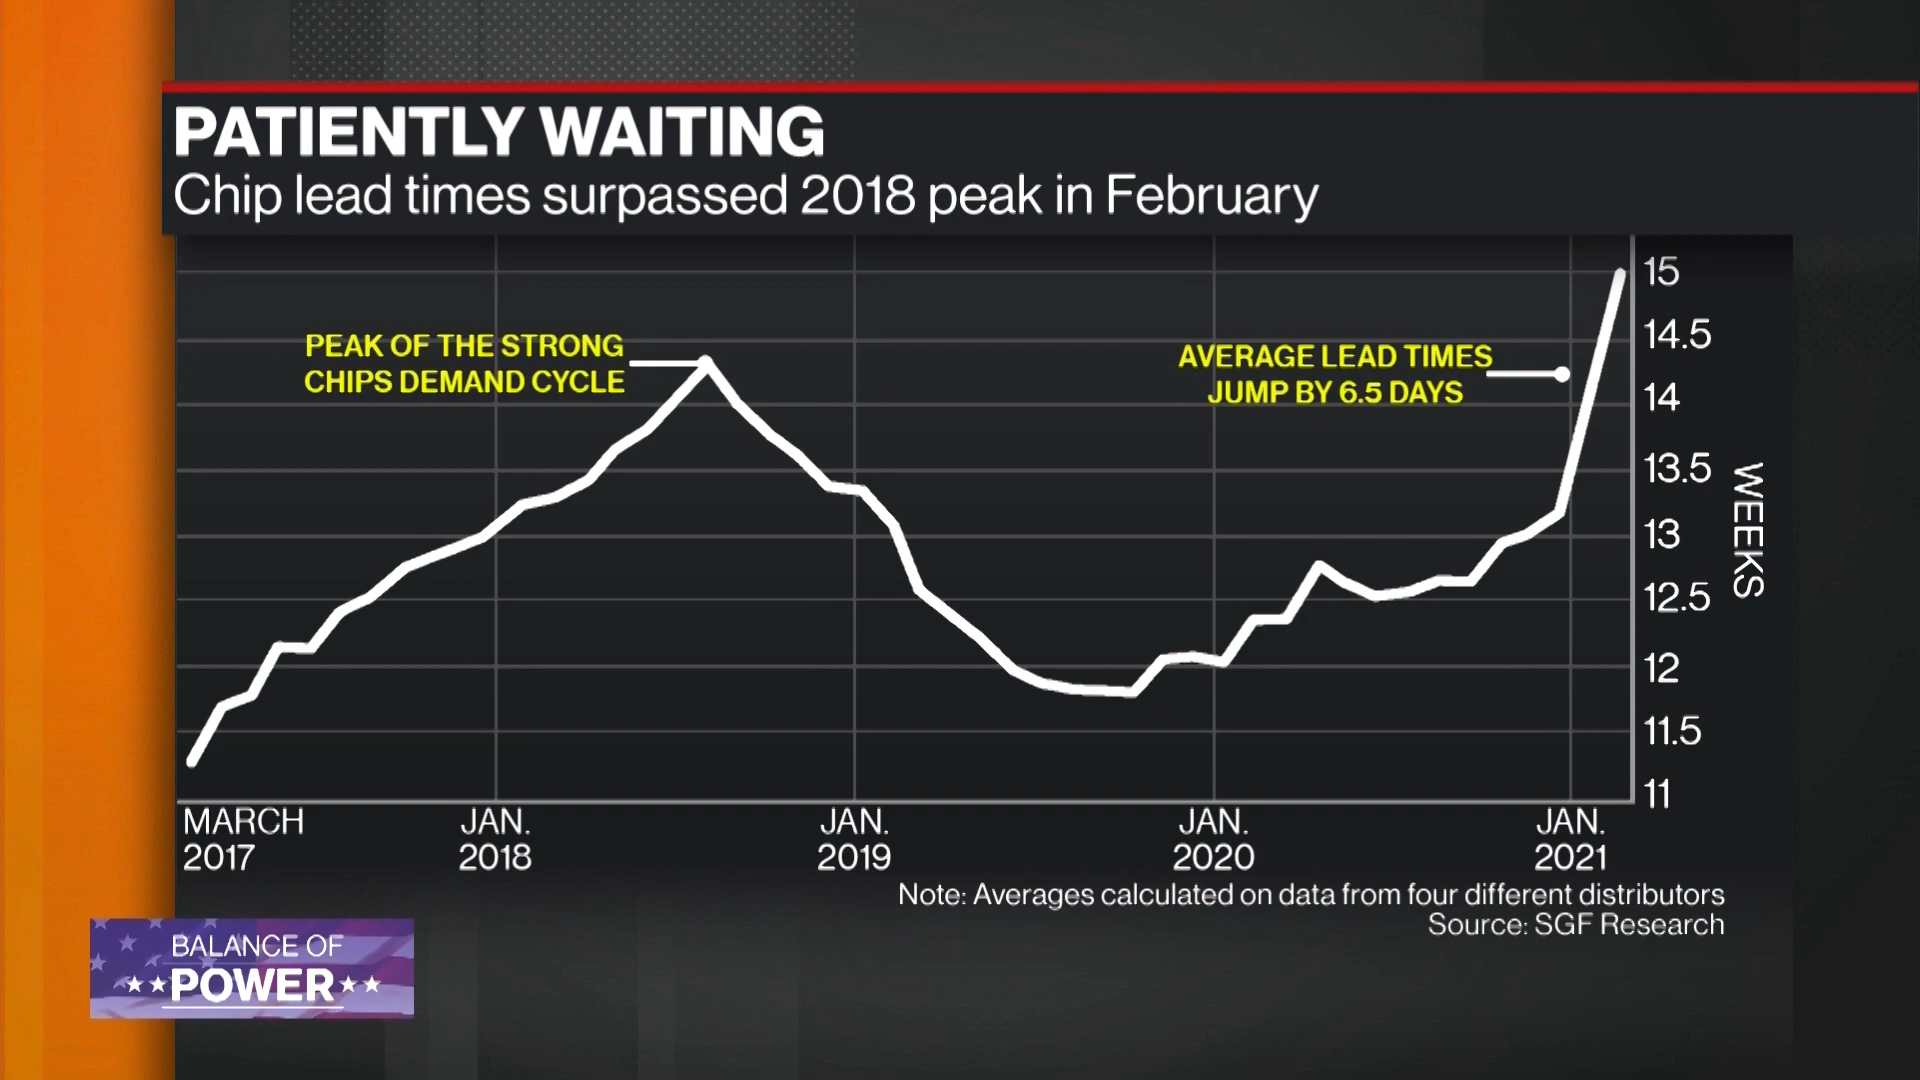 PATIENTLY WAITING
Chip lead times surpassed 2018 peak in February
PEAK OF THE STRONG
CHIPS DEMAND CYCLE
AVERAGE LEAD TIMES
JUMP BY 6.5 DAYS
15
14.5
14
13.5
13
12.5
12
11.5
11
WEEKS
MARCH
2017
JAN.
2018
JAN.
2019
JAN.
2020
JAN.
2021
Note: Averages calculated on data from four different distributors
Source: SGF Research
BALANCE OF
POWER